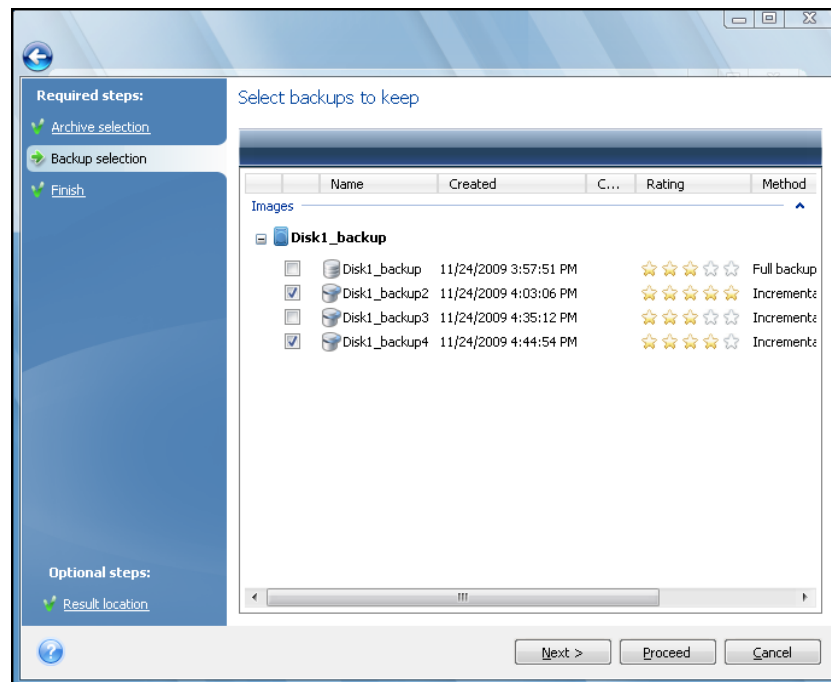 Required steps:
Archive selection
Backup selection
Finish
Optional steps:
Result location
Select backups to keep
Name Created C... Rating Method
Images
Disk1_backup
Disk1_backup 11/24/2009 3:57:51 PM Full backup
Disk1_backup2 11/24/2009 4:03:06 PM Incrementa
Disk1_backup3 11/24/2009 4:35:12 PM Incrementa
Disk1_backup4 11/24/2009 4:44:54 PM Incrementa
Next > Proceed Cancel